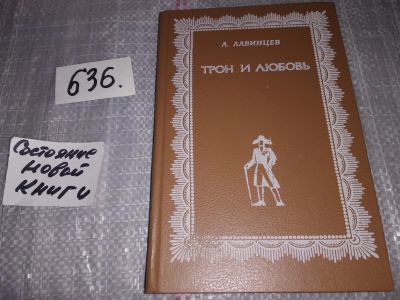 636.
Состояние
новой
книги
А. ЛАВИНЦЕВ
ТРОН И ЛЮБОВЬ